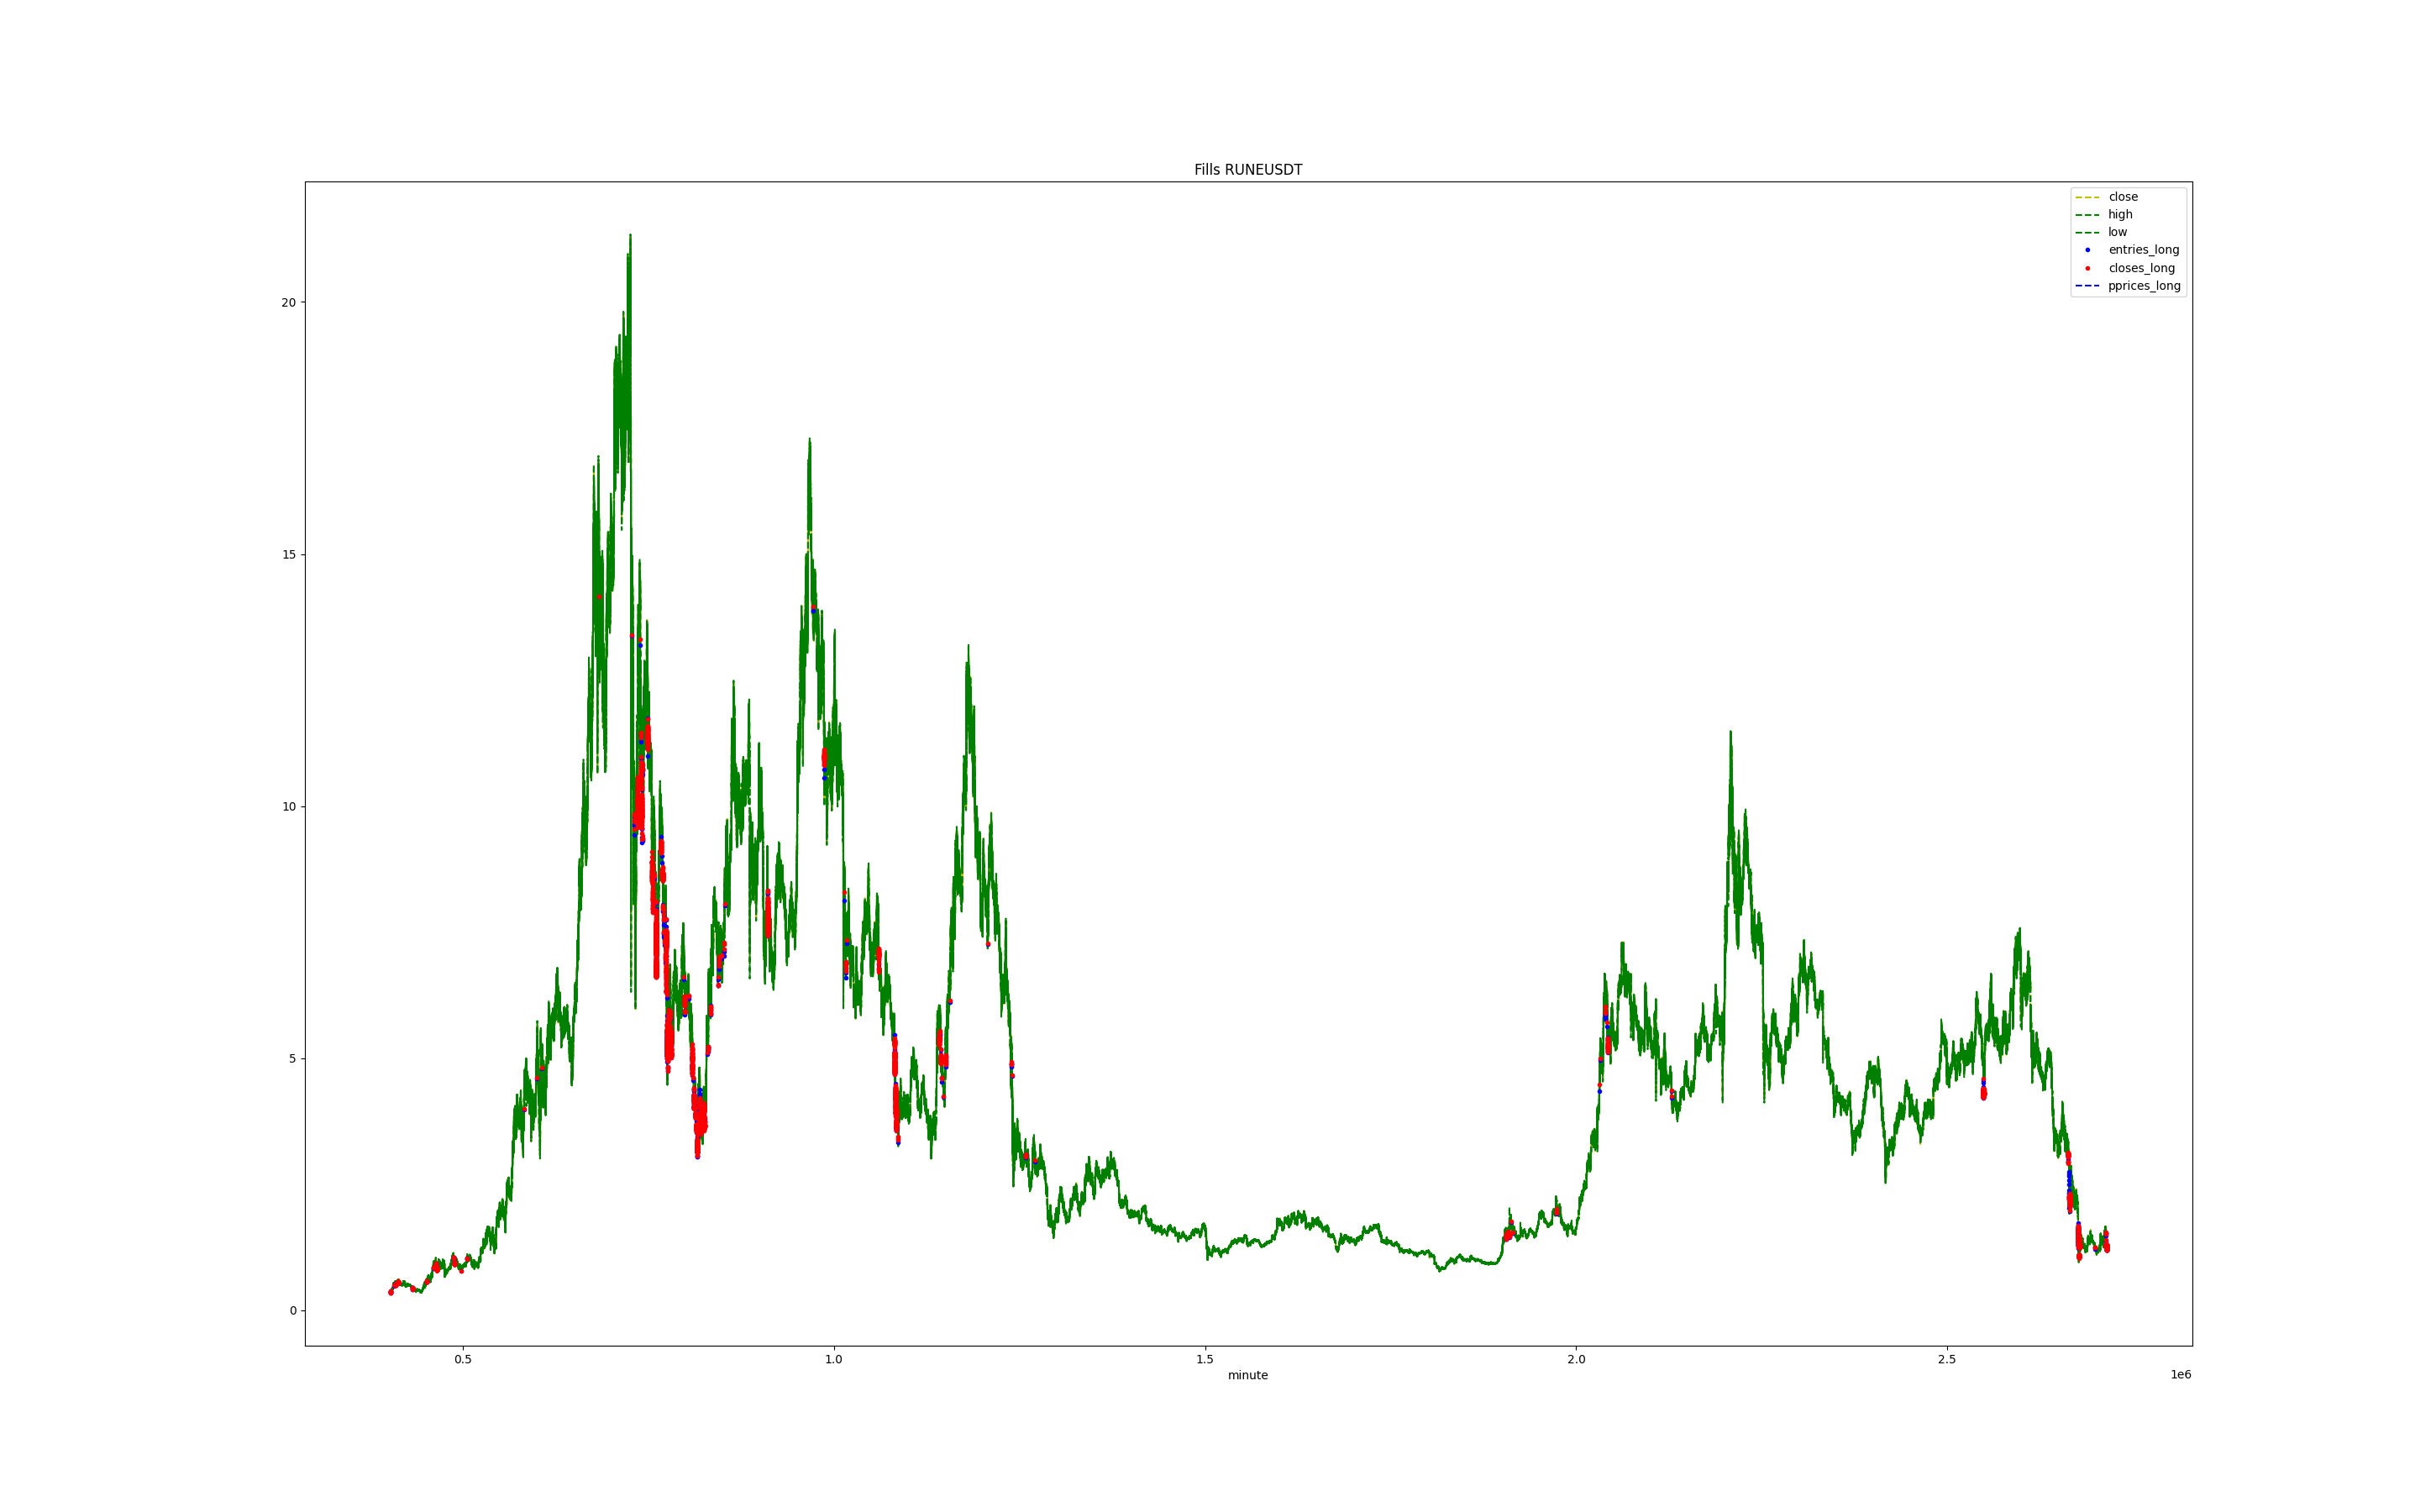 Fills RUNEUSDT
close
high
low
entries_long
closes_long
pprices_long
20
15
10
5
0
0.5 1.0 1.5 2.0 2.5
minute 1e6